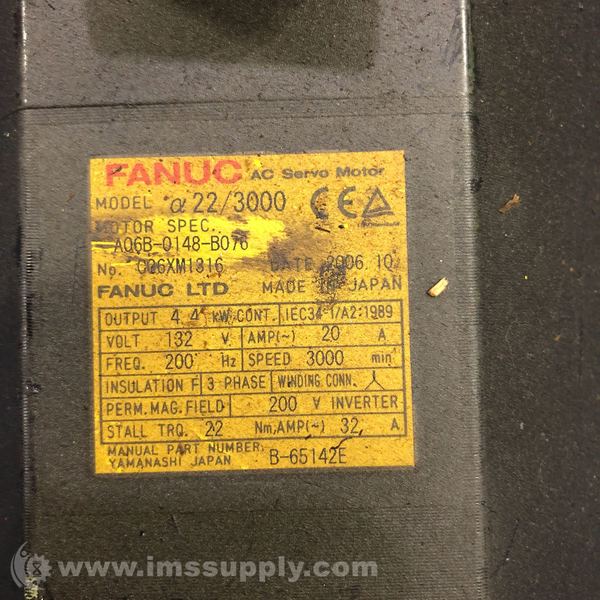 FANUC AC Servo Motor
MODEL α 22/3000 CE
MOTOR SPEC.
A06B-0148-B076
No. C06XM1316 DATE 2006.10
FANUC LTD MADE IN JAPAN
OUTPUT 4.4 kW CONT. IEC34-1/A2:1989
VOLT 132 V AMP(~) 20 A
FREQ. 200 Hz SPEED 3000 min⁻¹
INSULATION F 3 PHASE WINDING CONN.
PERM. MAG. FIELD 200 V INVERTER
STALL TRQ. 22 Nm, AMP(~) 32 A
MANUAL PART NUMBER
YAMANASHI JAPAN B-65142E
www.imssupply.com